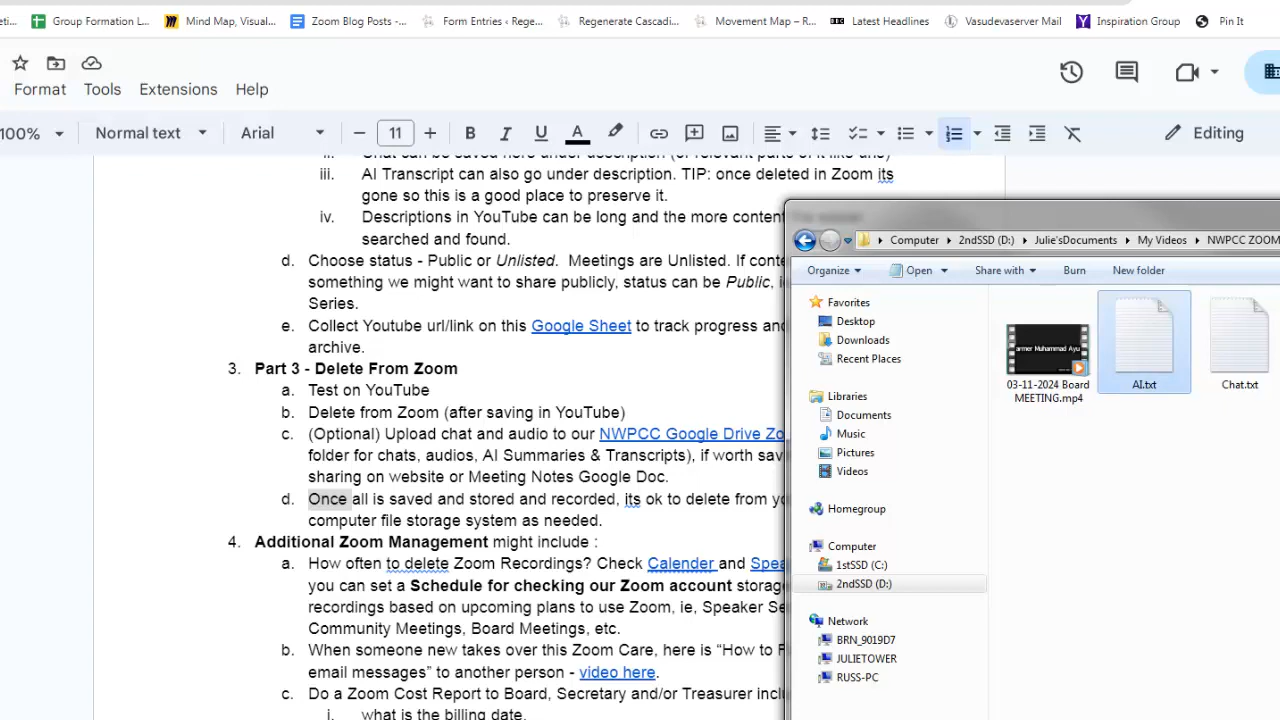 Group Formation L...
Mind Map, Visual...
Zoom Blog Posts -...
Form Entries ‹ Rege...
Regenerate Cascadi...
Movement Map – R...
Latest Headlines
Vasudevaserver Mail
Inspiration Group
Pin It
Format
Tools
Extensions
Help
100%
Normal text
Arial
11
Editing
iii. AI Transcript can also go under description. TIP: once deleted in Zoom its
gone so this is a good place to preserve it.
iv. Descriptions in YouTube can be long and the more content
searched and found.
d. Choose status - Public or Unlisted. Meetings are Unlisted. If conte
something we might want to share publicly, status can be Public, i
Series.
e. Collect Youtube url/link on this Google Sheet to track progress and
archive.
3. Part 3 - Delete From Zoom
a. Test on YouTube
b. Delete from Zoom (after saving in YouTube)
c. (Optional) Upload chat and audio to our NWPCC Google Drive Zo
folder for chats, audios, AI Summaries & Transcripts), if worth sav
sharing on website or Meeting Notes Google Doc.
d. Once all is saved and stored and recorded, its ok to delete from yo
computer file storage system as needed.
4. Additional Zoom Management might include :
a. How often to delete Zoom Recordings? Check Calender and Spea
you can set a Schedule for checking our Zoom account storage
recordings based on upcoming plans to use Zoom, ie, Speaker Se
Community Meetings, Board Meetings, etc.
b. When someone new takes over this Zoom Care, here is “How to F
email messages” to another person - video here.
c. Do a Zoom Cost Report to Board, Secretary and/or Treasurer inclu
i. what is the billing date.
Computer
2ndSSD (D:)
Julie'sDocuments
My Videos
NWPCC ZOOM
Organize
Open
Share with
Burn
New folder
Favorites
Desktop
Downloads
Recent Places
Libraries
Documents
Music
Pictures
Videos
Homegroup
Computer
1stSSD (C:)
2ndSSD (D:)
Network
BRN_9019D7
JULIETOWER
RUSS-PC
armer Muhammad Ayu
03-11-2024 Board
MEETING.mp4
AI.txt
Chat.txt